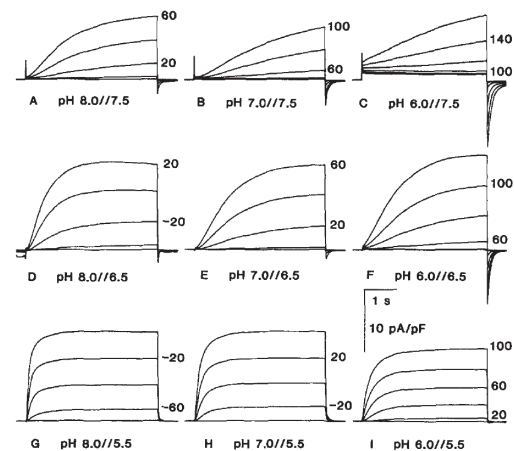 60
20
A pH 8.0//7.5
100
60
B pH 7.0//7.5
140
100
C pH 6.0//7.5
20
-20
D pH 8.0//6.5
60
20
E pH 7.0//6.5
100
60
F pH 6.0//6.5
1 s
10 pA/pF
-20
-60
G pH 8.0//5.5
20
-20
H pH 7.0//5.5
100
60
20
I pH 6.0//5.5